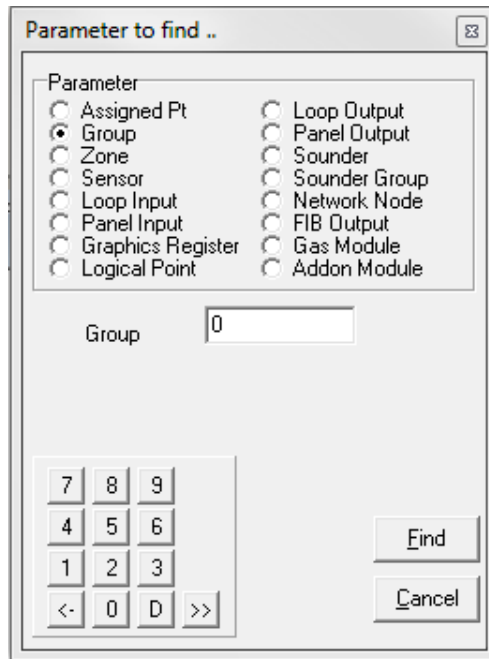 Parameter to find ..
Parameter
Assigned Pt
Group
Zone
Sensor
Loop Input
Panel Input
Graphics Register
Logical Point
Loop Output
Panel Output
Sounder
Sounder Group
Network Node
FIB Output
Gas Module
Addon Module
Group 0
7 8 9
4 5 6
1 2 3
<- 0 D >>
Find
Cancel